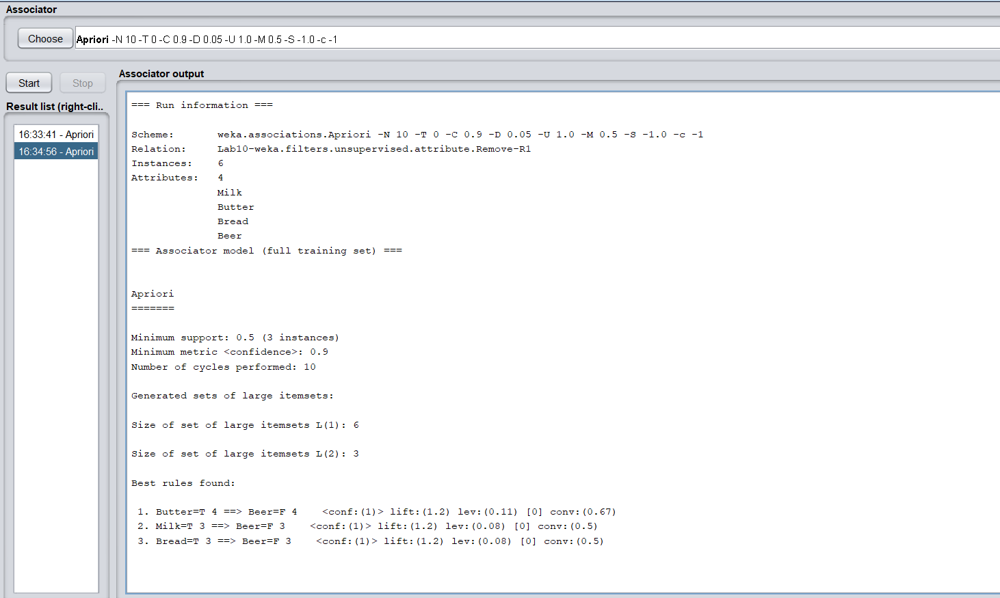 Associator
Choose
Apriori -N 10 -T 0 -C 0.9 -D 0.05 -U 1.0 -M 0.5 -S -1.0 -c -1
Start
Stop
Result list (right-cli..
16:33:41 - Apriori
16:34:56 - Apriori
Associator output
=== Run information ===
Scheme: weka.associations.Apriori -N 10 -T 0 -C 0.9 -D 0.05 -U 1.0 -M 0.5 -S -1.0 -c -1
Relation: Lab10-weka.filters.unsupervised.attribute.Remove-R1
Instances: 6
Attributes: 4
Milk
Butter
Bread
Beer
=== Associator model (full training set) ===
Apriori
=======
Minimum support: 0.5 (3 instances)
Minimum metric <confidence>: 0.9
Number of cycles performed: 10
Generated sets of large itemsets:
Size of set of large itemsets L(1): 6
Size of set of large itemsets L(2): 3
Best rules found:
1. Butter=T 4 ==> Beer=F 4 <conf:(1)> lift:(1.2) lev:(0.11) [0] conv:(0.67)
2. Milk=T 3 ==> Beer=F 3 <conf:(1)> lift:(1.2) lev:(0.08) [0] conv:(0.5)
3. Bread=T 3 ==> Beer=F 3 <conf:(1)> lift:(1.2) lev:(0.08) [0] conv:(0.5)